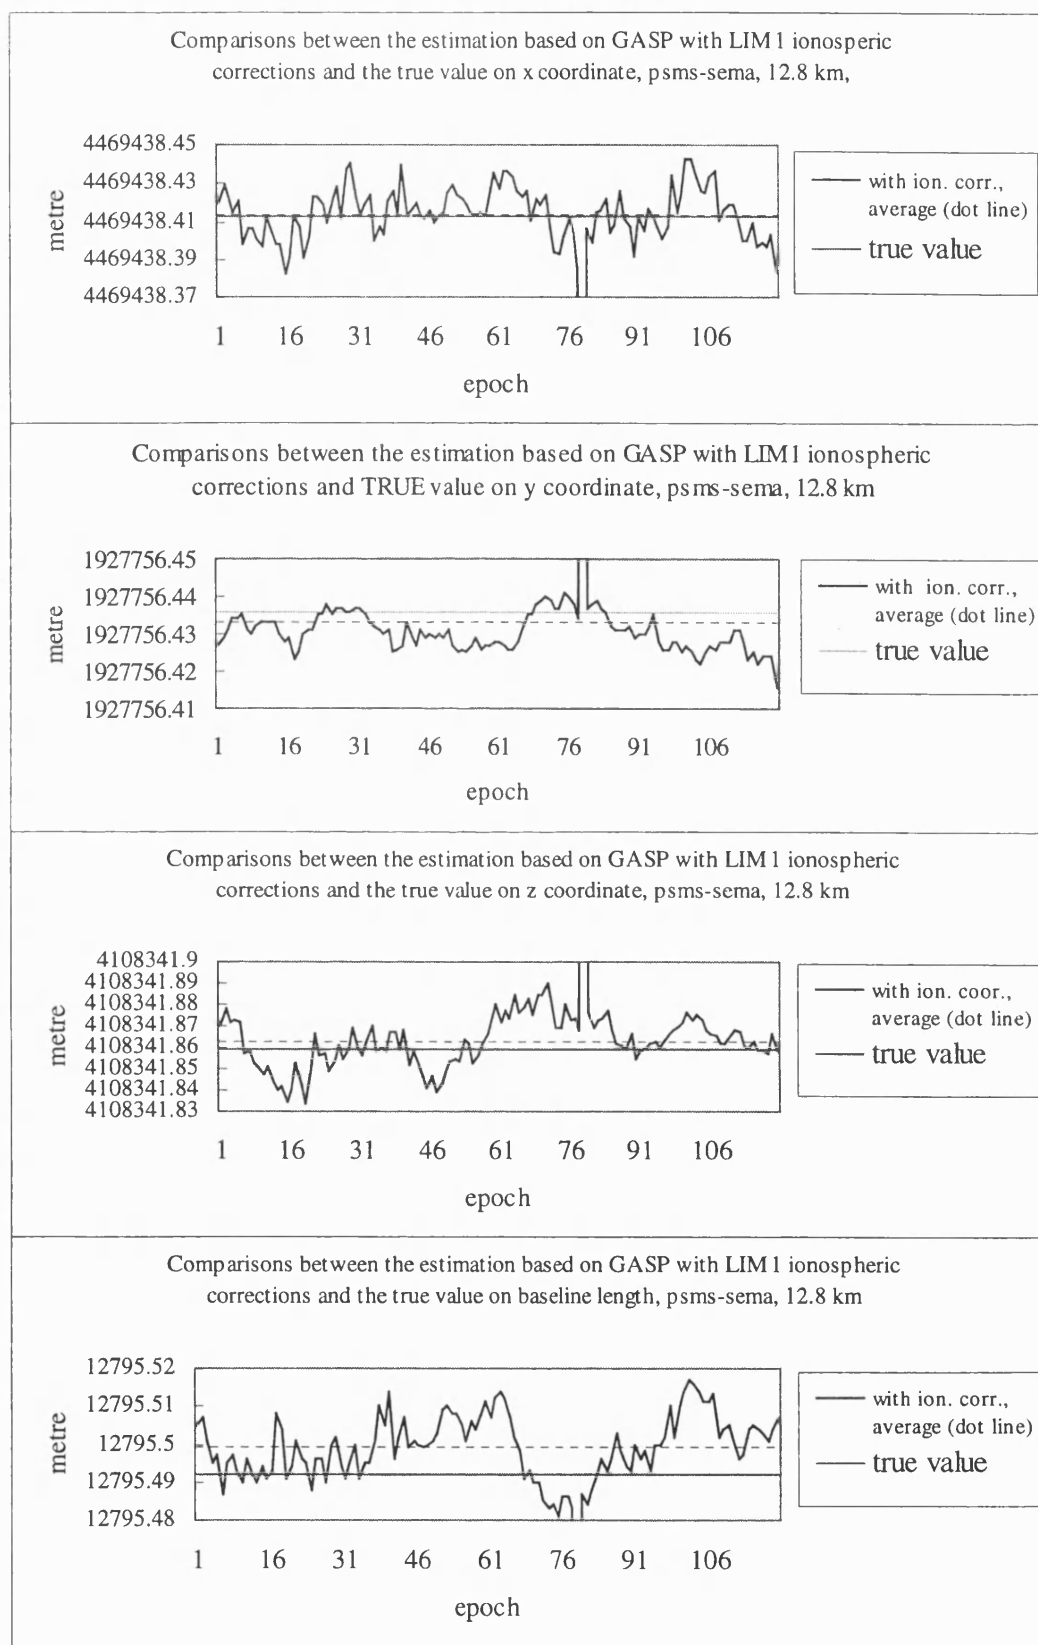 Comparisons between the estimation based on GASP with LIM 1 ionosperic
corrections and the true value on x coordinate, psms-sema, 12.8 km,
4469438.45
4469438.43
4469438.41
4469438.39
4469438.37
metre
1 16 31 46 61 76 91 106
epoch
with ion. corr.,
average (dot line)
true value
Comparisons between the estimation based on GASP with LIM 1 ionospheric
corrections and TRUE value on y coordinate, psms-sema, 12.8 km
1927756.45
1927756.44
1927756.43
1927756.42
1927756.41
metre
1 16 31 46 61 76 91 106
epoch
with ion. corr.,
average (dot line)
true value
Comparisons between the estimation based on GASP with LIM 1 ionospheric
corrections and the true value on z coordinate, psms-sema, 12.8 km
4108341.9
4108341.89
4108341.88
4108341.87
4108341.86
4108341.85
4108341.84
4108341.83
metre
1 16 31 46 61 76 91 106
epoch
with ion. coor.,
average (dot line)
true value
Comparisons between the estimation based on GASP with LIM 1 ionospheric
corrections and the true value on baseline length, psms-sema, 12.8 km
12795.52
12795.51
12795.5
12795.49
12795.48
metre
1 16 31 46 61 76 91 106
epoch
with ion. corr.,
average (dot line)
true value